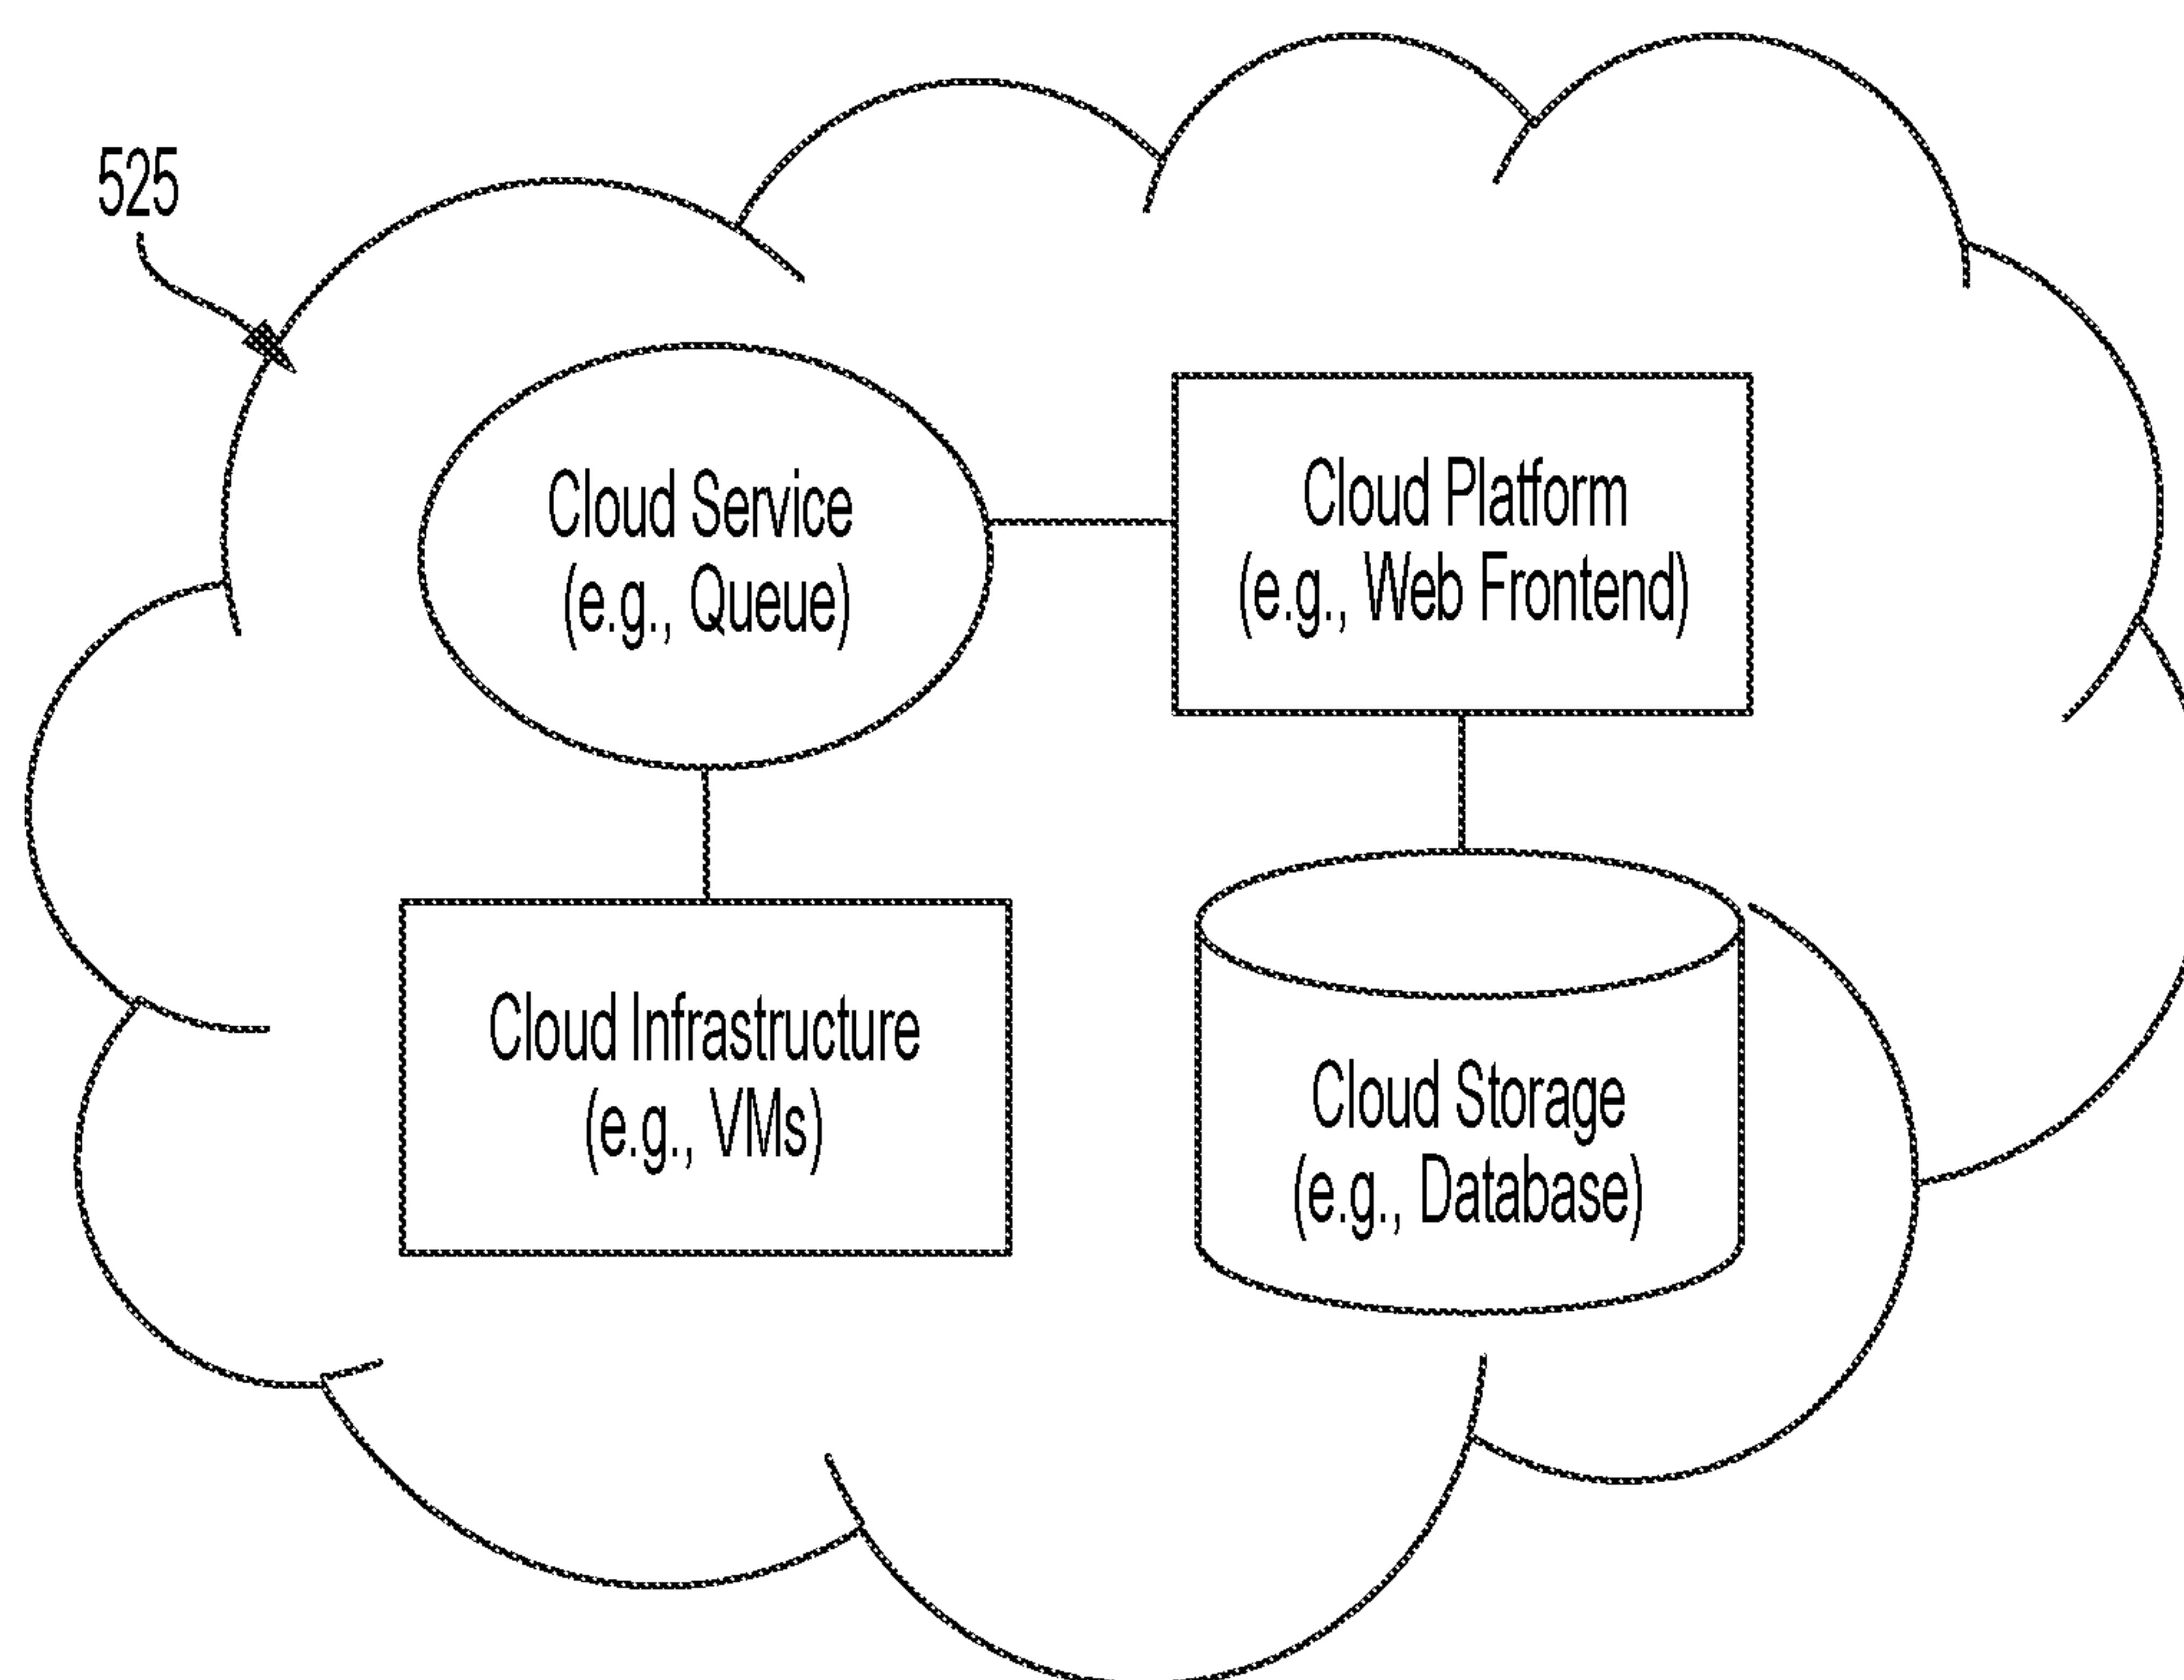 525
Cloud Service
(e.g., Queue)
Cloud Platform
(e.g., Web Frontend)
Cloud Infrastructure
(e.g., VMs)
Cloud Storage
(e.g., Database)